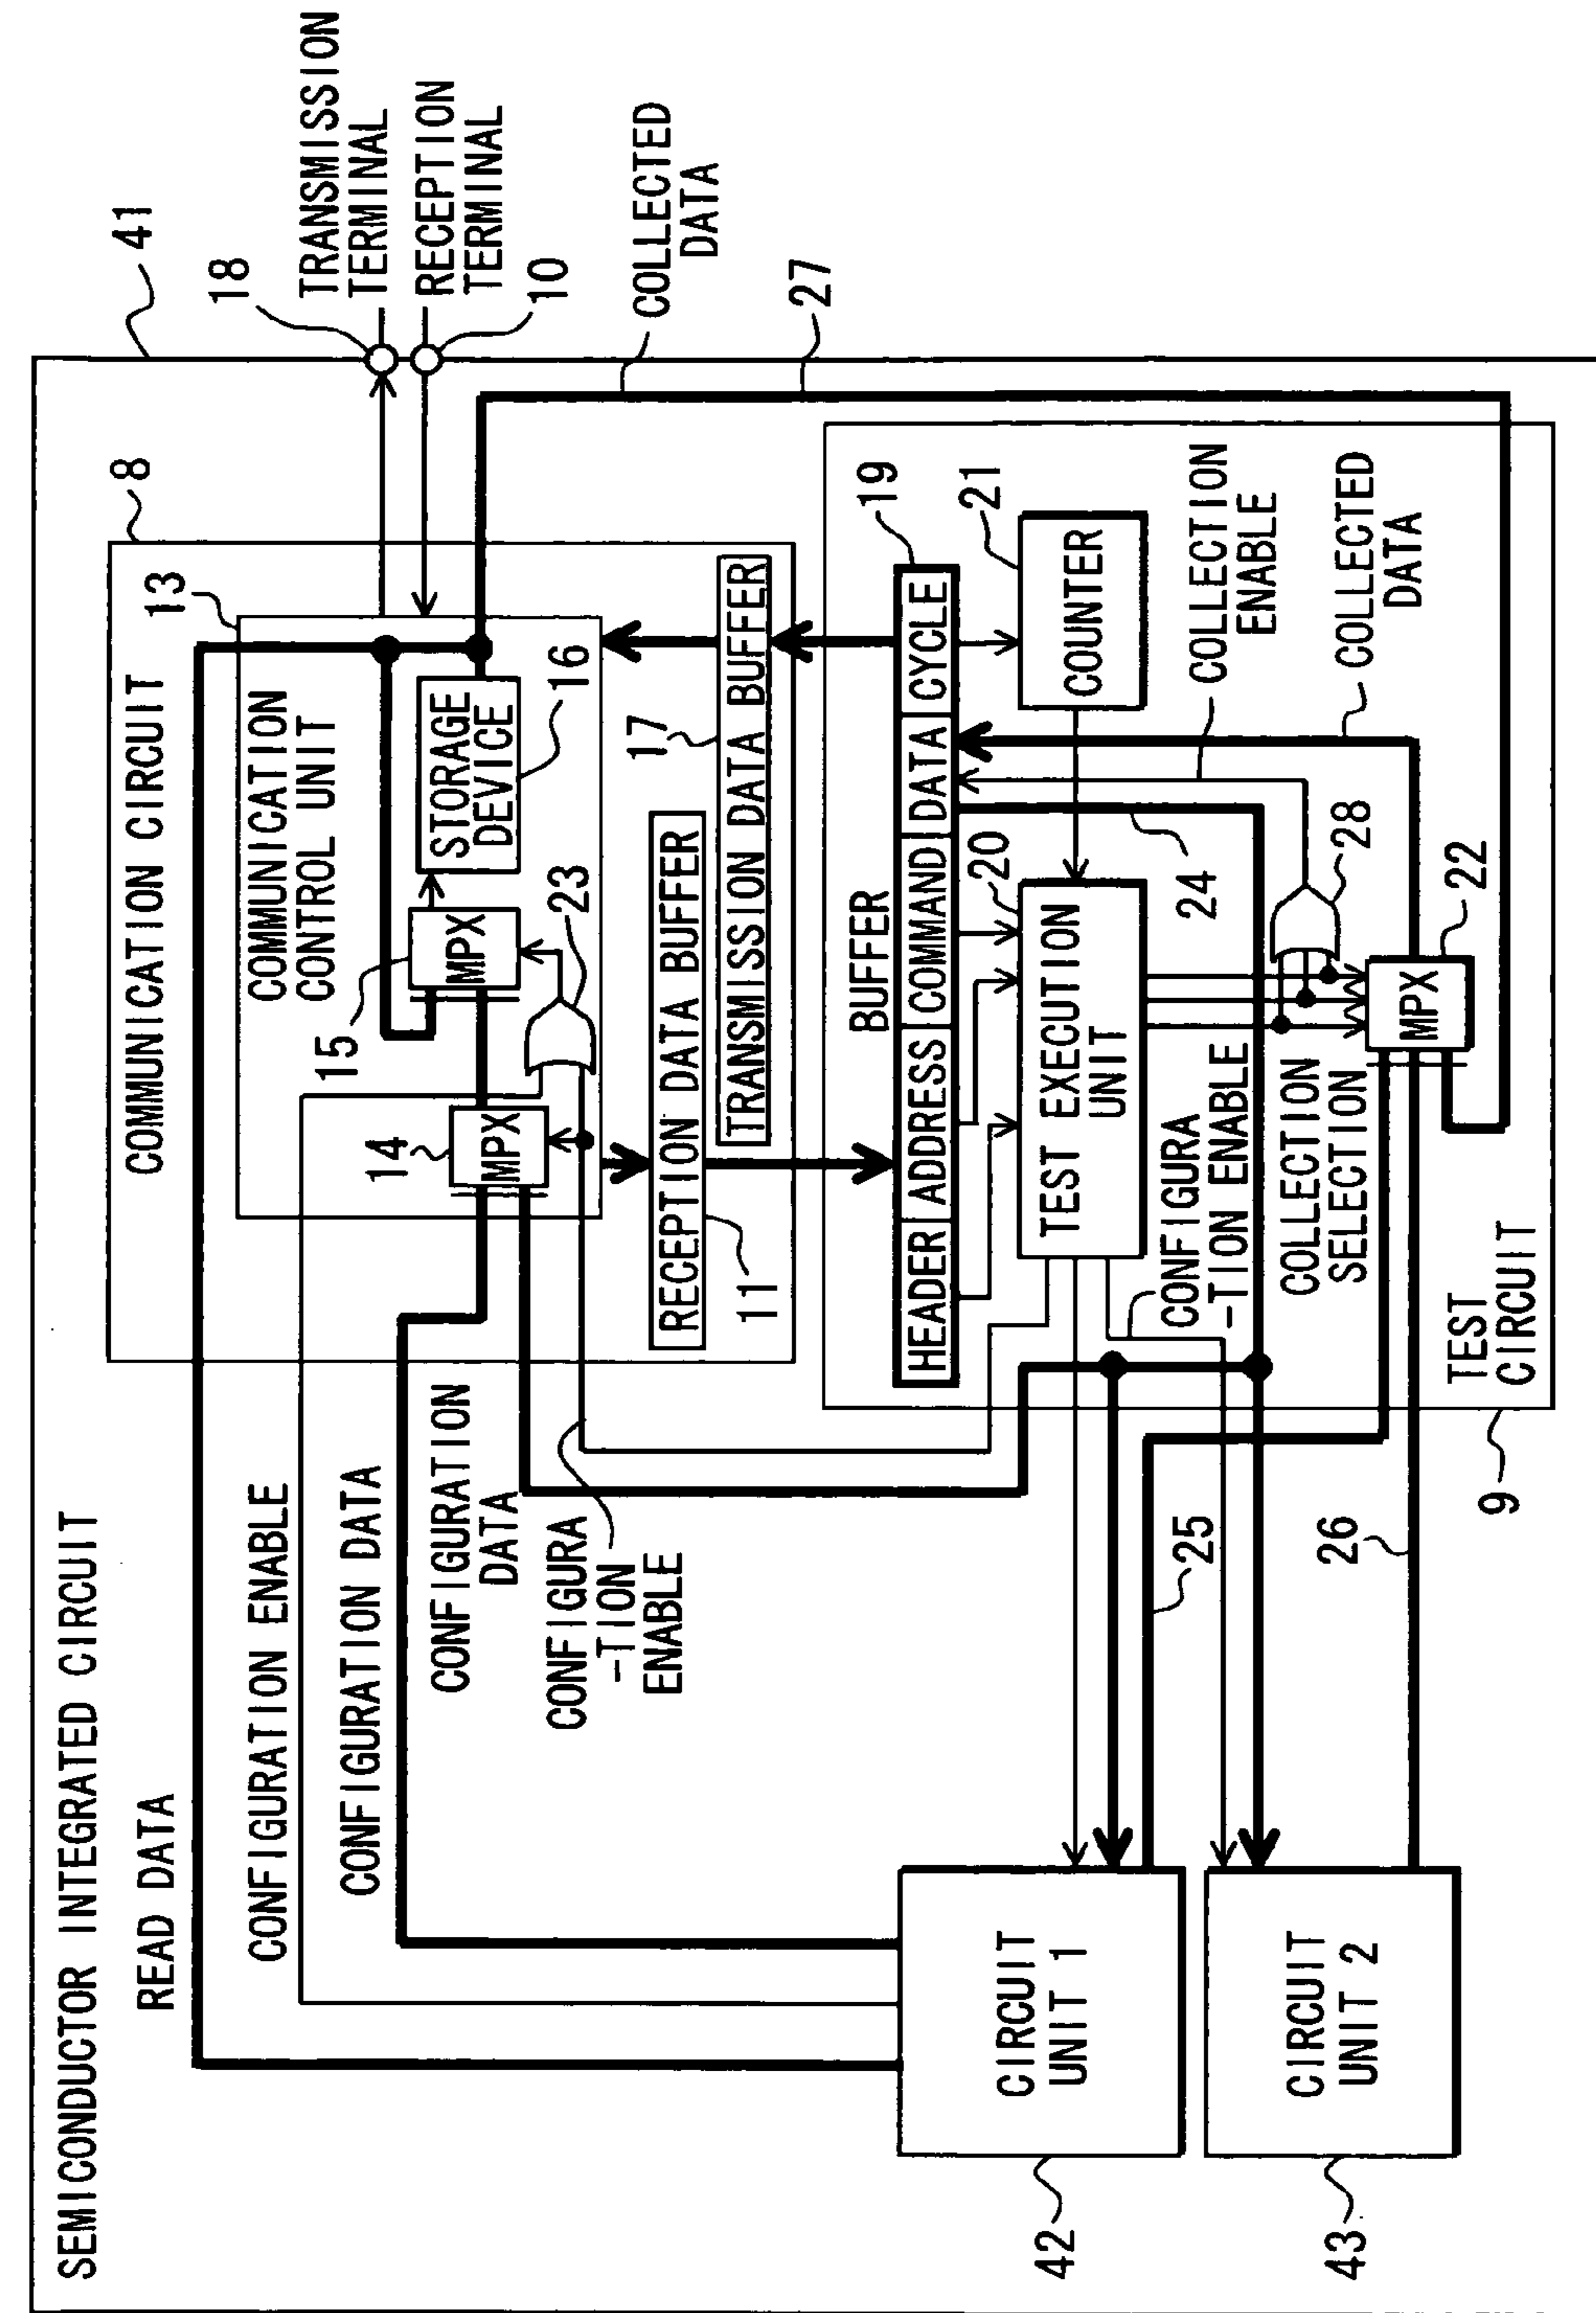 SEMICONDUCTOR INTEGRATED CIRCUIT
41
READ DATA
COMMUNICATION CIRCUIT
8
18
TRANSMISSION
TERMINAL
RECEPTION
TERMINAL
10
CONFIGURATION ENABLE
CONFIGURATION DATA
CONFIGURATION
DATA
CONFIGURA
-TION
ENABLE
COMMUNICATION
CONTROL UNIT
13
14
MPX
15
MPX
STORAGE
DEVICE
16
23
RECEPTION DATA BUFFER
11
17
TRANSMISSION DATA BUFFER
COLLECTED
DATA
27
BUFFER
19
HEADER
ADDRESS
COMMAND
DATA
CYCLE
20
21
TEST EXECUTION
UNIT
COUNTER
CONFIGURA
-TION ENABLE
24
COLLECTION
ENABLE
COLLECTION
SELECTION
28
COLLECTED
DATA
MPX
22
TEST
CIRCUIT
9
25
26
CIRCUIT
UNIT 1
42
CIRCUIT
UNIT 2
43